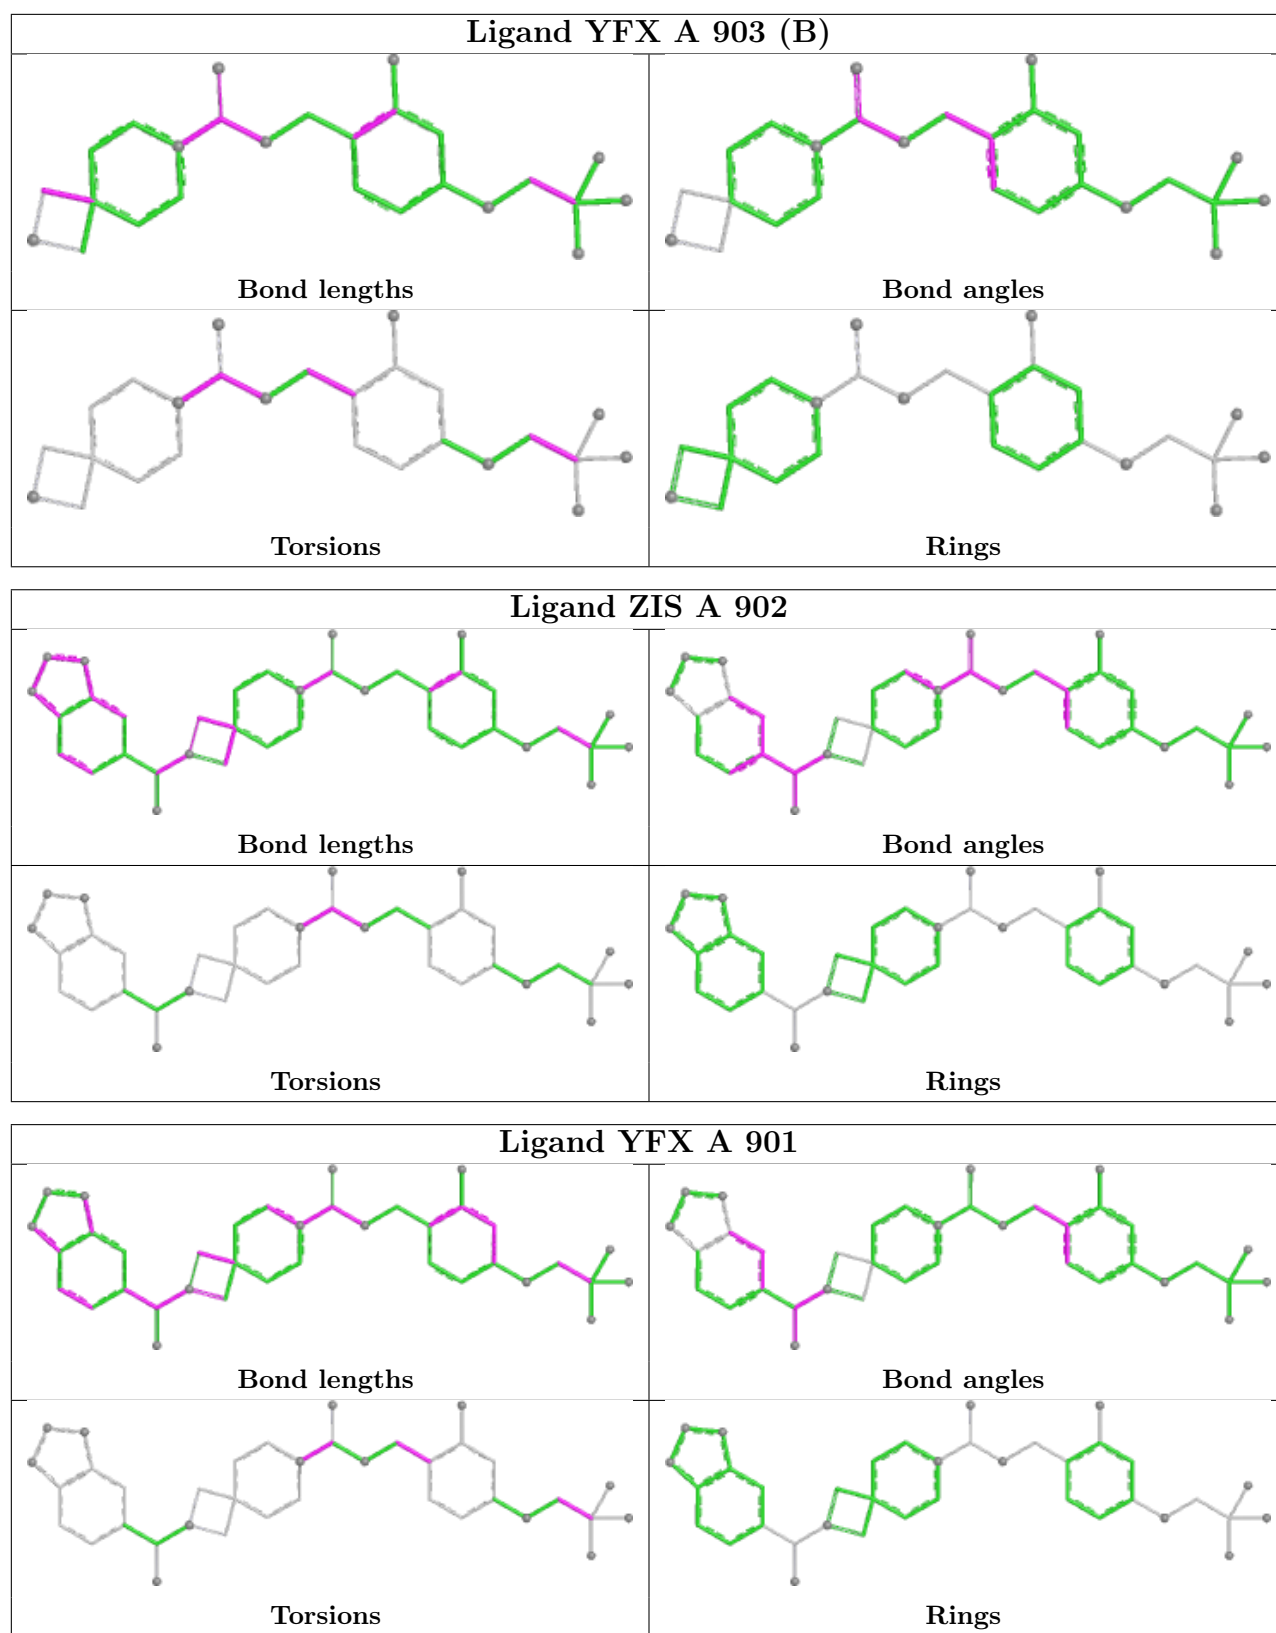 Ligand YFX A 903 (B)
Bond lengths
Bond angles
Torsions
Rings
Ligand ZIS A 902
Bond lengths
Bond angles
Torsions
Rings
Ligand YFX A 901
Bond lengths
Bond angles
Torsions
Rings